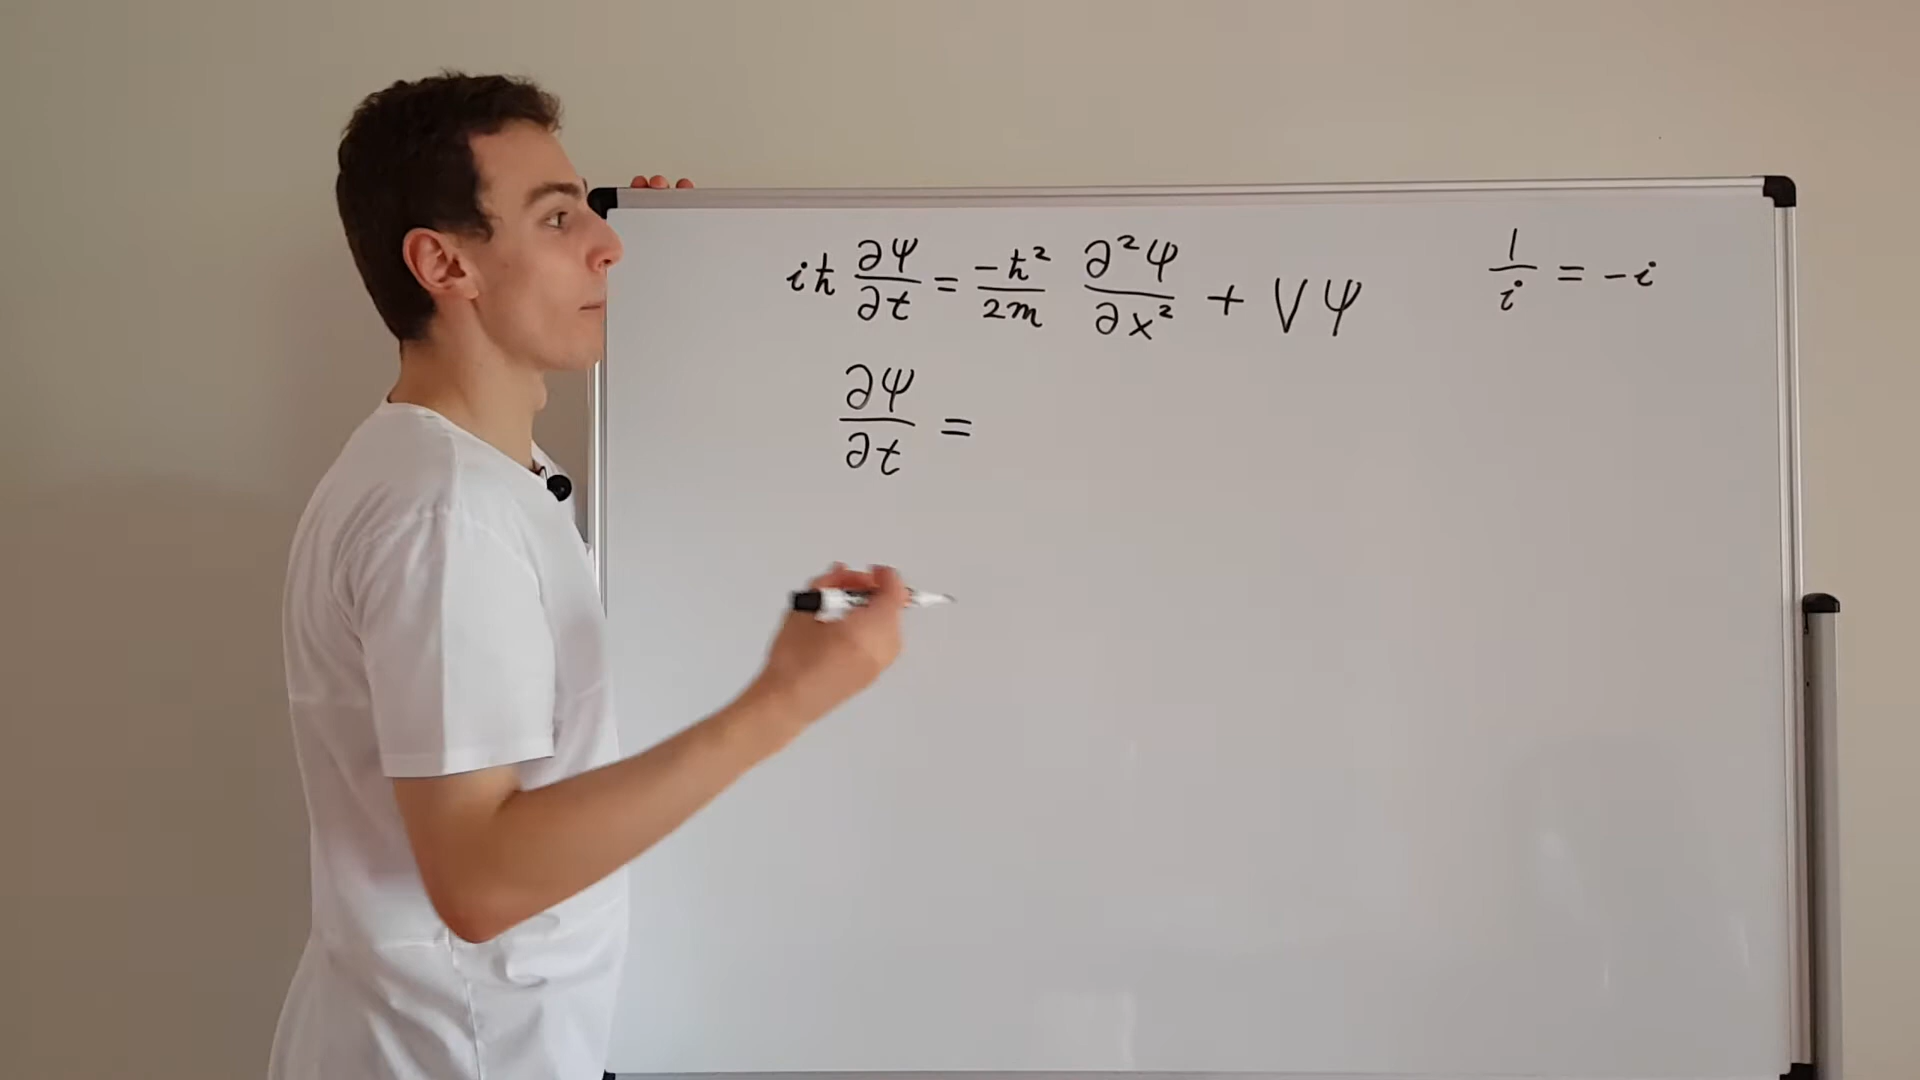 iħ ∂ψ/∂t = -ħ²/2m ∂²ψ/∂x² + Vψ
1/i = -i
∂ψ/∂t =